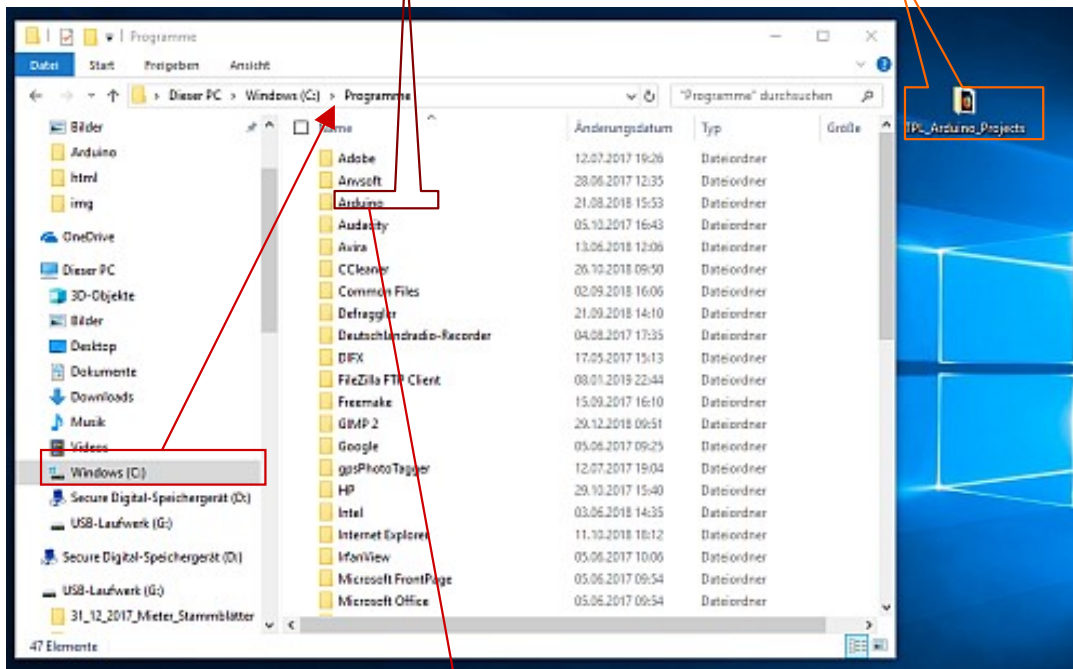 Programme
Datei Start Freigeben Ansicht
Dieser PC > Windows (C:) > Programme
"Programme" durchsuchen
Bilder
Arduino
html
img
OneDrive
Dieser PC
3D-Objekte
Bilder
Desktop
Dokumente
Downloads
Musik
Videos
Windows (C:)
Secure Digital-Speichergerät (D:)
USB-Laufwerk (G:)
Secure Digital-Speichergerät (D:)
USB-Laufwerk (G:)
31_12_2017_Mieter_Stammblätter
Name Änderungsdatum Typ Größe
Adobe 12.07.2017 19:26 Dateiordner
Anvsoft 28.06.2017 12:35 Dateiordner
Arduino 21.08.2018 15:53 Dateiordner
Audacity 05.10.2017 16:43 Dateiordner
Avira 13.06.2018 12:06 Dateiordner
CCleaner 26.10.2018 09:50 Dateiordner
Common Files 02.09.2018 16:06 Dateiordner
Defraggler 21.09.2018 14:10 Dateiordner
Deutschlandradio-Recorder 04.08.2017 17:35 Dateiordner
DIFX 17.05.2017 15:13 Dateiordner
FileZilla FTP Client 08.01.2019 22:44 Dateiordner
Freemake 15.09.2017 16:10 Dateiordner
GIMP 2 29.12.2018 09:51 Dateiordner
Google 05.06.2017 09:25 Dateiordner
gpsPhotoTagger 12.07.2017 19:04 Dateiordner
HP 29.10.2017 15:40 Dateiordner
Intel 03.06.2018 14:35 Dateiordner
Internet Explorer 11.10.2018 18:12 Dateiordner
IrfanView 05.06.2017 10:06 Dateiordner
Microsoft FrontPage 05.06.2017 09:54 Dateiordner
Microsoft Office 05.06.2017 09:54 Dateiordner
47 Elemente
TPL_Arduino_Projects